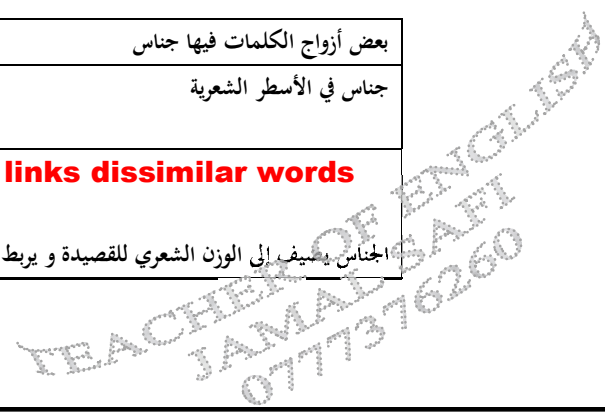 بعض أزواج الكلمات فيها جناس
جناس في الأسطر الشعرية
links dissimilar words
الجناس يضيف إلى الوزن الشعري للقصيدة و يربط
TEACHER OF ENGLISH
JAMAL SAFI
0777376260